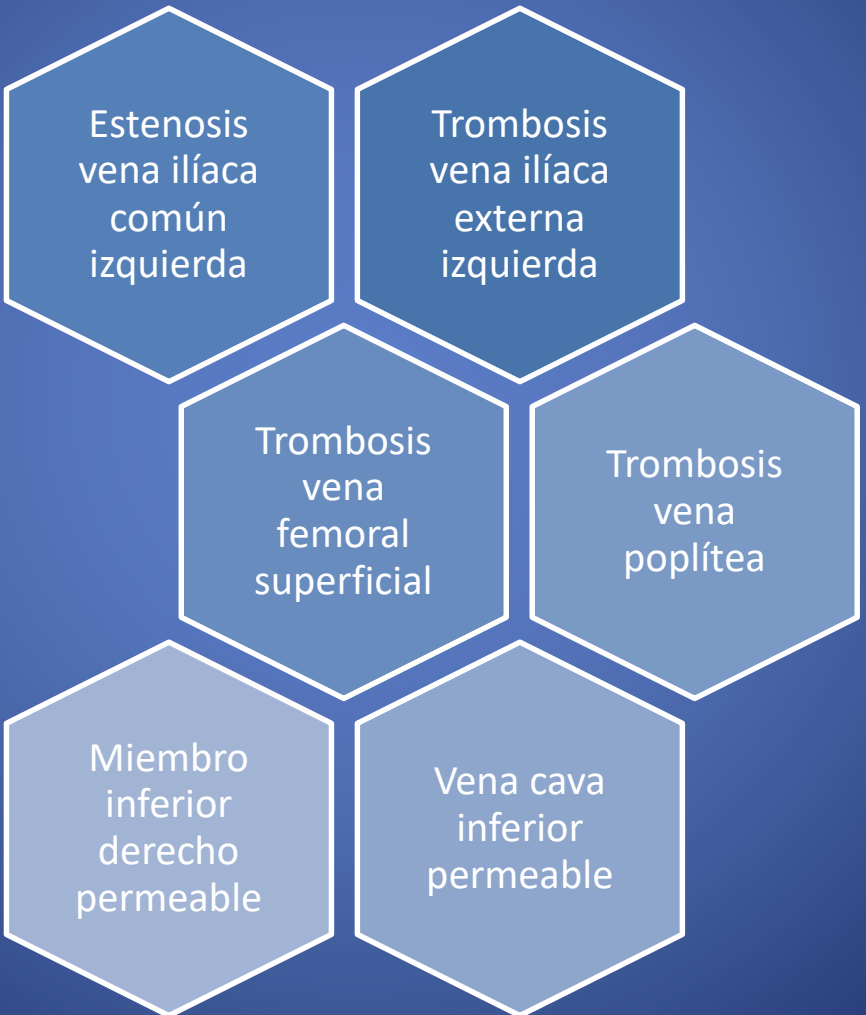 Estenosis
vena ilíaca
común
izquierda
Trombosis
vena ilíaca
externa
izquierda
Trombosis
vena
femoral
superficial
Trombosis
vena
poplítea
Miembro
inferior
derecho
permeable
Vena cava
inferior
permeable